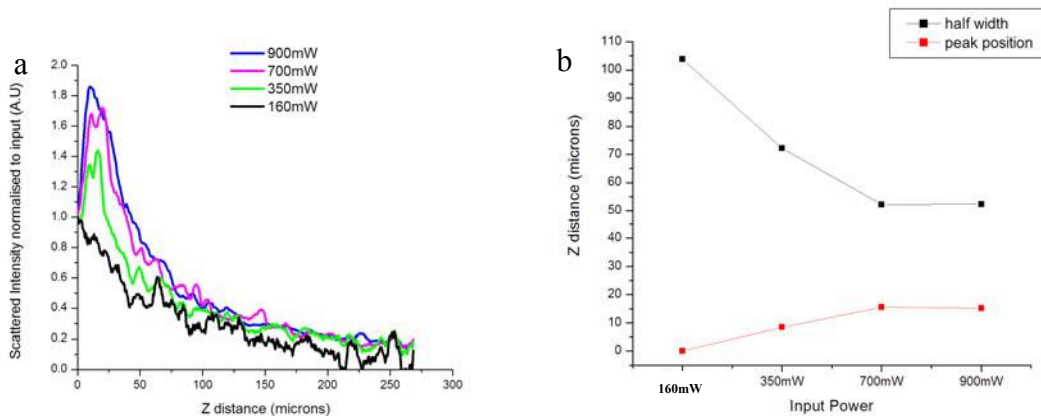 a
900mW
700mW
350mW
160mW
Scattered Intensity normalised to input (A.U)
2.0
1.8
1.6
1.4
1.2
1.0
0.8
0.6
0.4
0.2
0.0
0 50 100 150 200 250 300
Z distance (microns)
b
half width
peak position
Z distance (microns)
110
100
90
80
70
60
50
40
30
20
10
0
160mW 350mW 700mW 900mW
Input Power